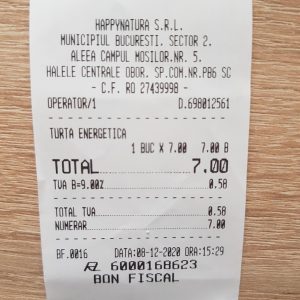 HAPPYNATURA S.R.L.
MUNICIPIUL BUCURESTI, SECTOR 2.
ALEEA CAMPUL MOSILOR.NR. 5.
HALELE CENTRALE OBOR. SP.COM.NR.PB6 SC
- C.F. RO 27439998 -
OPERATOR/1 D.698012561
TURTA ENERGETICA
1 BUC X 7.00 7.00 B
TOTAL 7.00
TVA B=9.00% 0.58
TOTAL TVA 0.58
NUMERAR 7.00
BF.0016 DATA:08-12-2020 ORA:15:29
6000168623
BON FISCAL